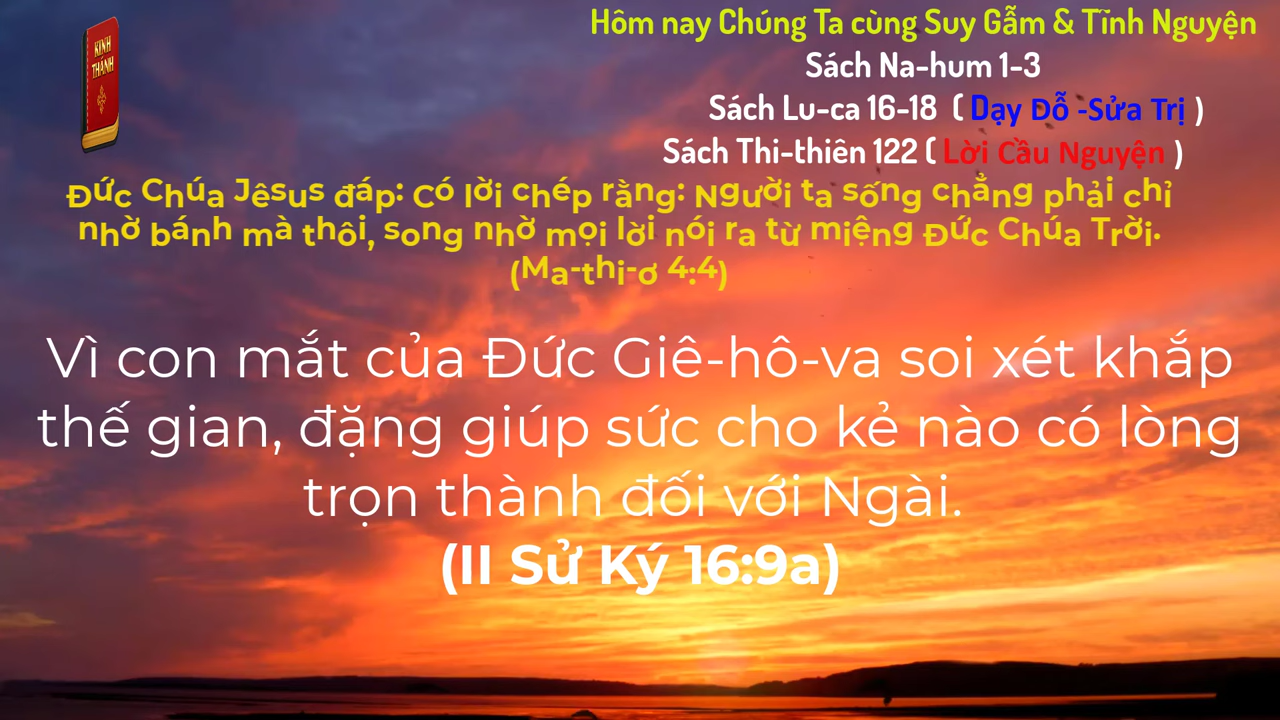 KINH
THÁNH
Hôm nay Chúng Ta cùng Suy Gẫm & Tĩnh Nguyện
Sách Na-hum 1-3
Sách Lu-ca 16-18 ( Dạy Đỗ -Sửa Trị )
Sách Thi-thiên 122 ( Lời Cầu Nguyện )
Đức Chúa Jêsus đáp: Có lời chép rằng: Người ta sống chẳng phải chỉ
nhờ bánh mà thôi, song nhờ mọi lời nói ra từ miệng Đức Chúa Trời.
(Ma-thi-ơ 4:4)
Vì con mắt của Đức Giê-hô-va soi xét khắp
thế gian, đặng giúp sức cho kẻ nào có lòng
trọn thành đối với Ngài.
(II Sử Ký 16:9a)